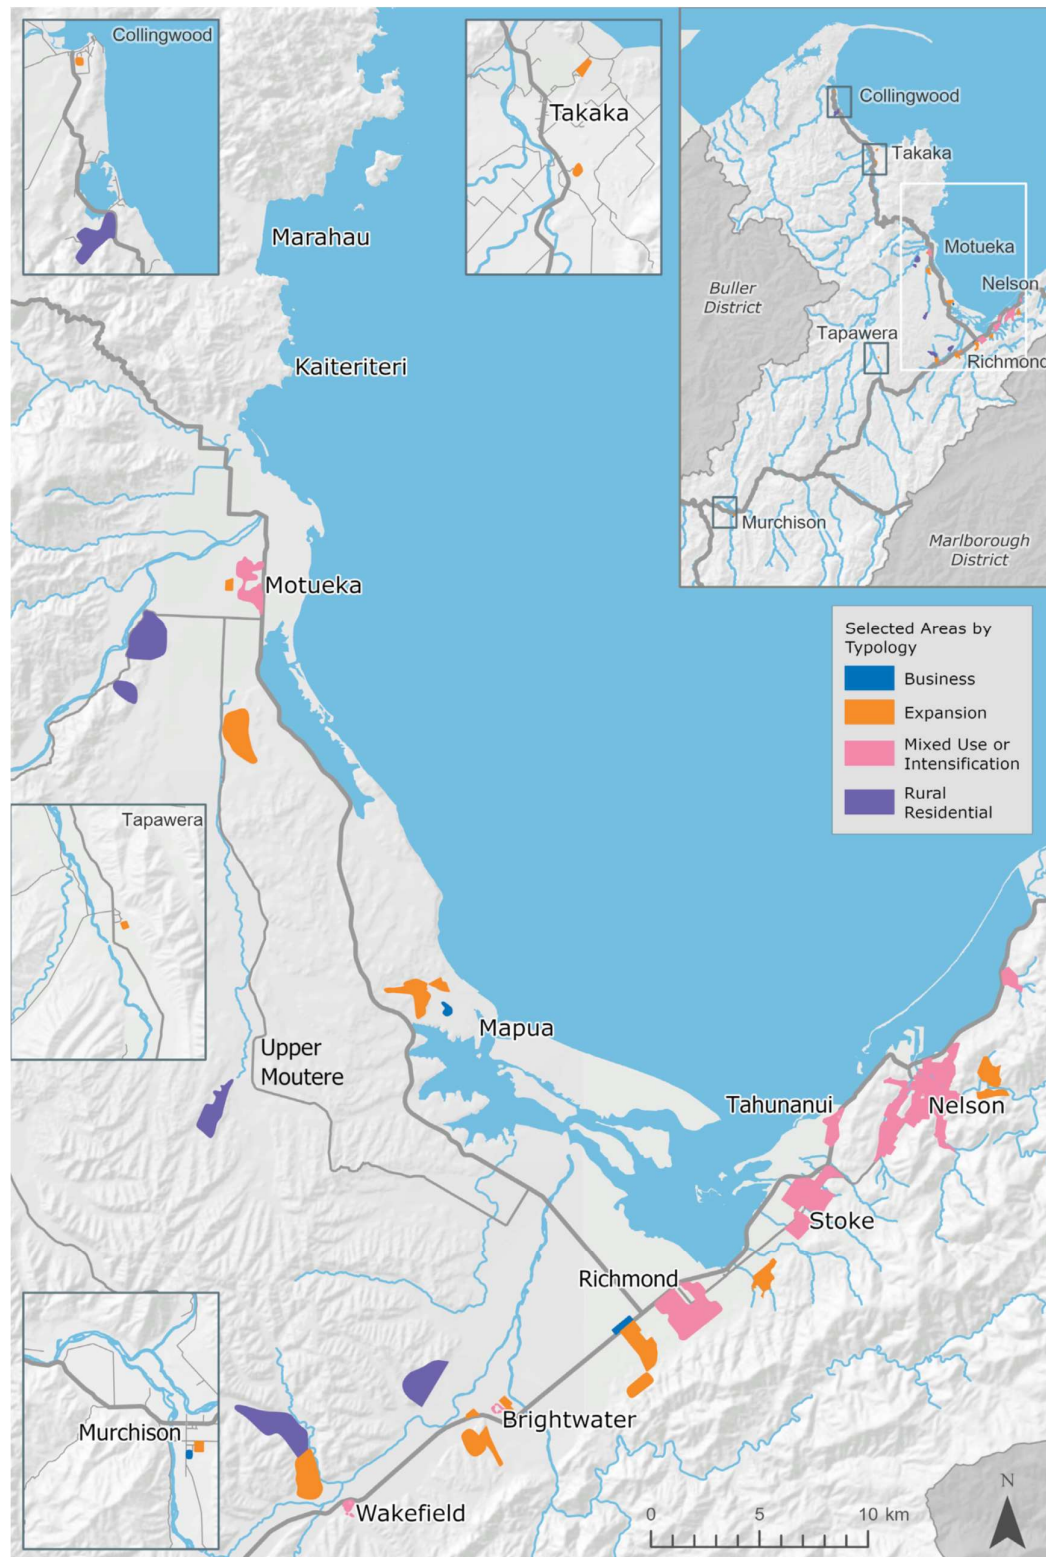 Collingwood
Takaka
Collingwood
Takaka
Motueka
Nelson
Buller
District
Tapawera
Richmond
Murchison
Marlborough
District
Marahau
Kaiteriteri
Motueka
Selected Areas by
Typology
Business
Expansion
Mixed Use or
Intensification
Rural
Residential
Tapawera
Mapua
Upper
Moutere
Tahunanui
Nelson
Stoke
Richmond
Murchison
Brightwater
Wakefield
0 5 10 km
N